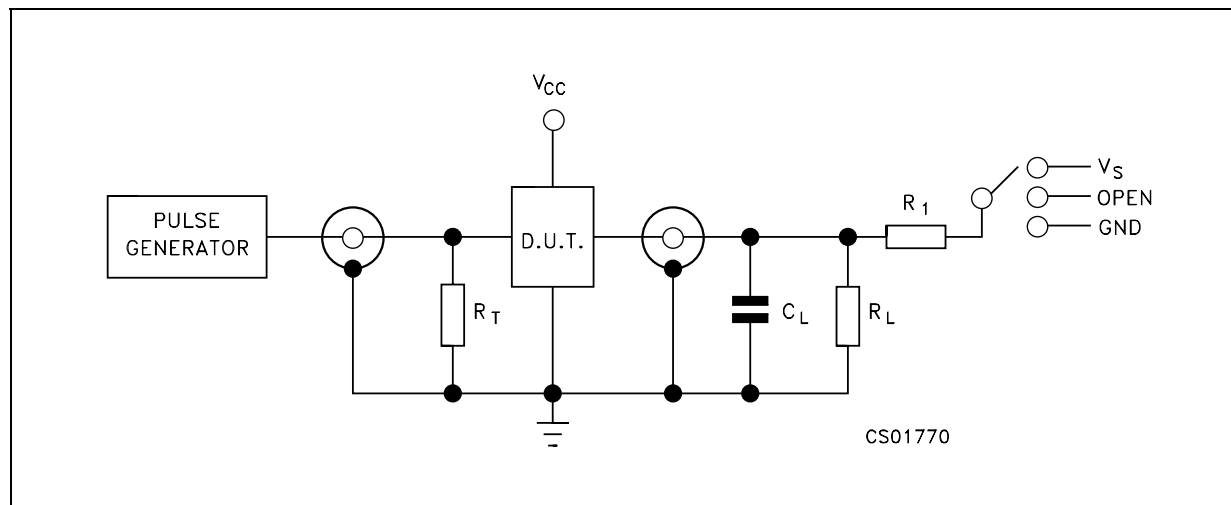 VCC
PULSE
GENERATOR
D.U.T.
RT
CL
RL
R1
VS
OPEN
GND
CS01770